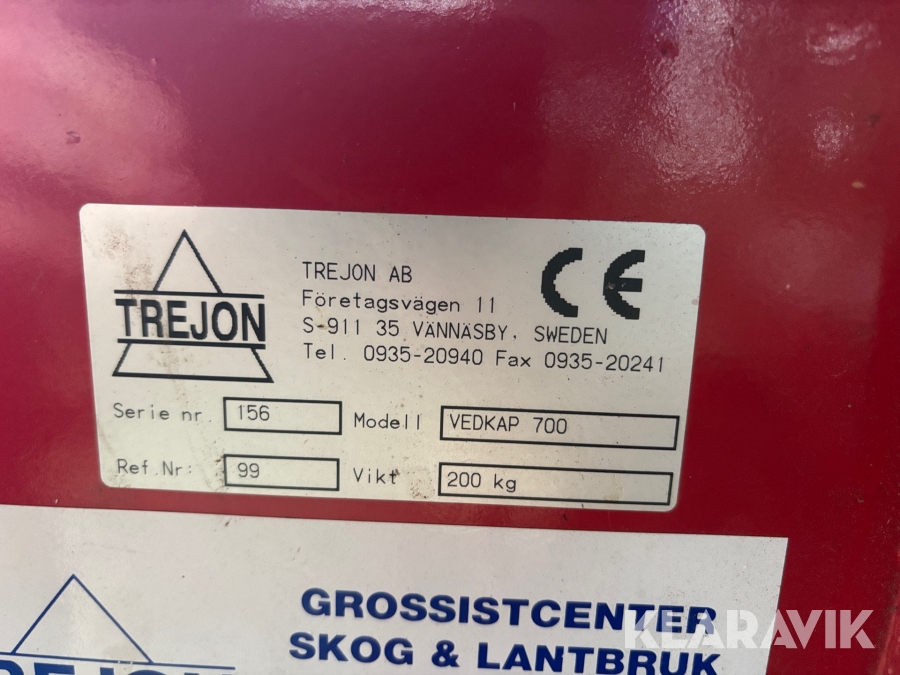 TREJON
TREJON AB
Företagsvägen 11
S-911 35 VÄNNÄSBY, SWEDEN
Tel. 0935-20940 Fax 0935-20241
CE
Serie nr. 156 Modell VEDKAP 700
Ref.Nr: 99 Vikt 200 kg
GROSSISTCENTER
SKOG & LANTBRUK
TREJON
KLARAVIK